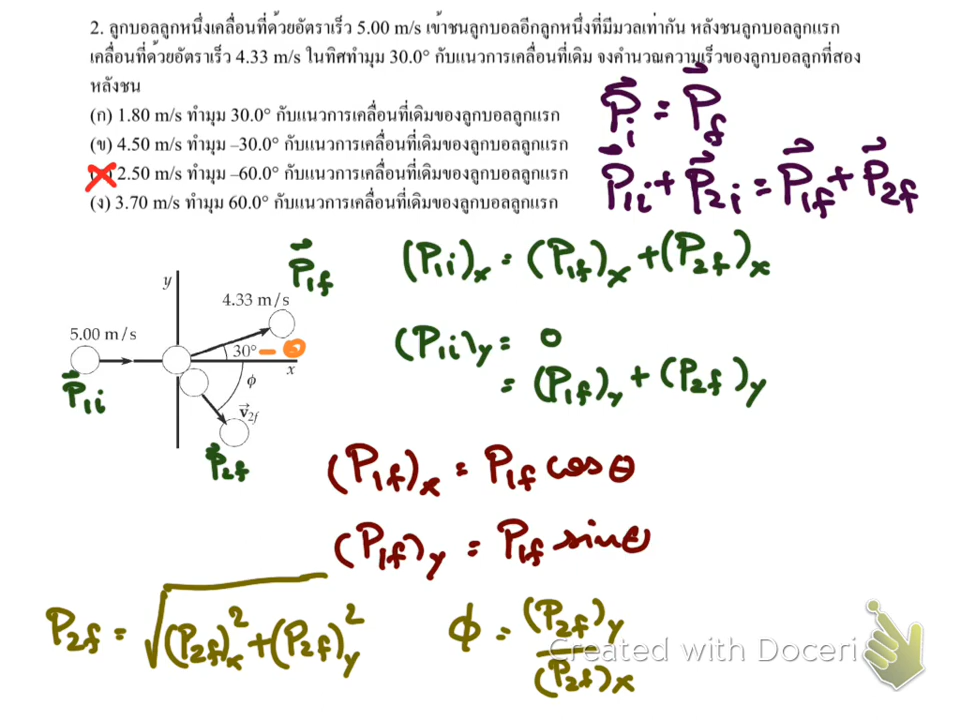 2. ลูกบอลลูกหนึ่งเคลื่อนที่ด้วยอัตราเร็ว 5.00 m/s เข้าชนลูกบอลอีกลูกหนึ่งที่มีมวลเท่ากัน หลังชนลูกบอลลูกแรก
เคลื่อนที่ด้วยอัตราเร็ว 4.33 m/s ในทิศทำมุม 30.0° กับแนวการเคลื่อนที่เดิม จงคำนวณความเร็วของลูกบอลลูกที่สอง
หลังชน
(ก) 1.80 m/s ทำมุม 30.0° กับแนวการเคลื่อนที่เดิมของลูกบอลลูกแรก
(ข) 4.50 m/s ทำมุม –30.0° กับแนวการเคลื่อนที่เดิมของลูกบอลลูกแรก
2.50 m/s ทำมุม –60.0° กับแนวการเคลื่อนที่เดิมของลูกบอลลูกแรก
(ง) 3.70 m/s ทำมุม 60.0° กับแนวการเคลื่อนที่เดิมของลูกบอลลูกแรก
P⃗i = P⃗f
P⃗1i + P⃗2i = P⃗1f + P⃗2f
(P1i)x = (P1f)x + (P2f)x
(P1i)y = 0
= (P1f)y + (P2f)y
P⃗1f
y
4.33 m/s
5.00 m/s
30° – θ
x
ϕ
P⃗1i
v⃗2f
P⃗2f
(P1f)x = P1f cos θ
(P1f)y = P1f sin θ
P2f = √(P2f)x² + (P2f)y²
ϕ = (P2f)y
(P2f)x
Created with Doceri